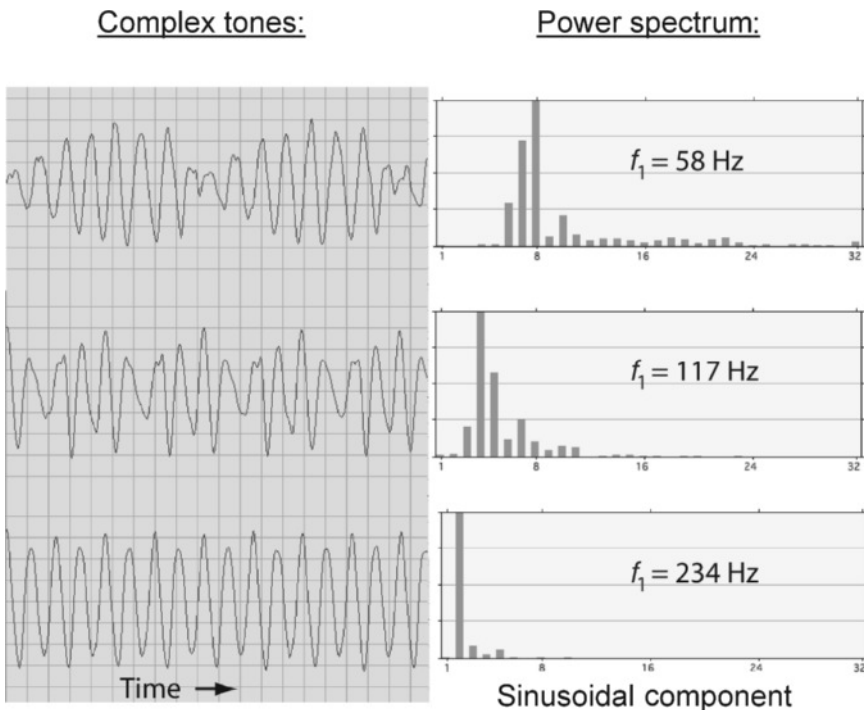 Complex tones:
Power spectrum:
f₁ = 58 Hz
1 8 16 24 32
f₁ = 117 Hz
1 8 16 24 32
f₁ = 234 Hz
1 8 16 24 32
Time
Sinusoidal component